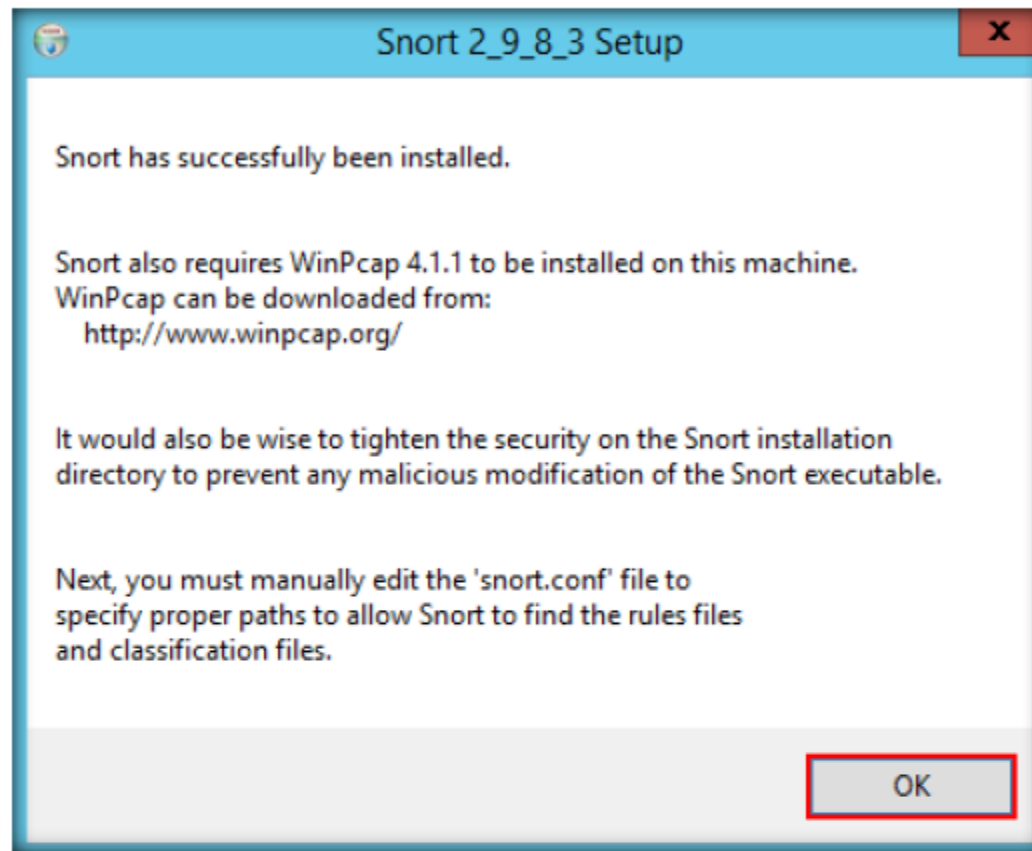 Snort 2_9_8_3 Setup
x
Snort has successfully been installed.
Snort also requires WinPcap 4.1.1 to be installed on this machine.
WinPcap can be downloaded from:
http://www.winpcap.org/
It would also be wise to tighten the security on the Snort installation
directory to prevent any malicious modification of the Snort executable.
Next, you must manually edit the 'snort.conf' file to
specify proper paths to allow Snort to find the rules files
and classification files.
OK